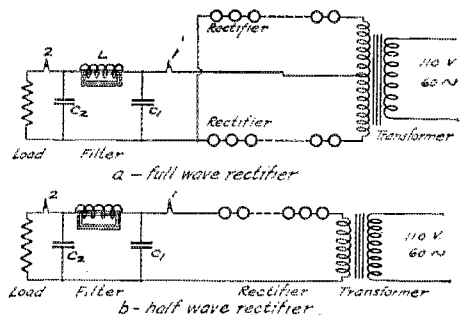 Rectifier
1
2 L
110 V.
60 ~
C2 C1
Rectifier
Load Filter Transformer
a - full wave rectifier
2 1
110 V.
60 ~
C2 C1
Load Filter Rectifier Transformer
b - half wave rectifier.